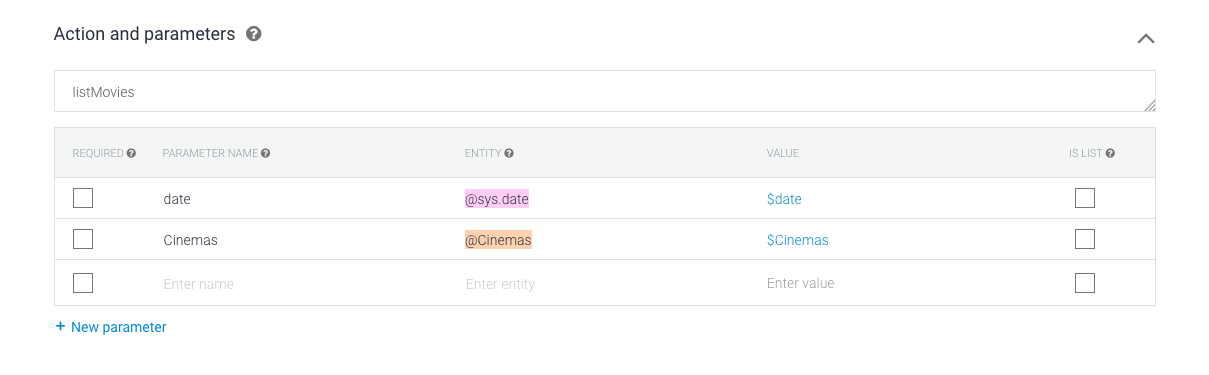 Action and parameters ?
listMovies
REQUIRED ? PARAMETER NAME ? ENTITY ? VALUE IS LIST ?
date @sys.date $date
Cinemas @Cinemas $Cinemas
Enter name Enter entity Enter value
+ New parameter